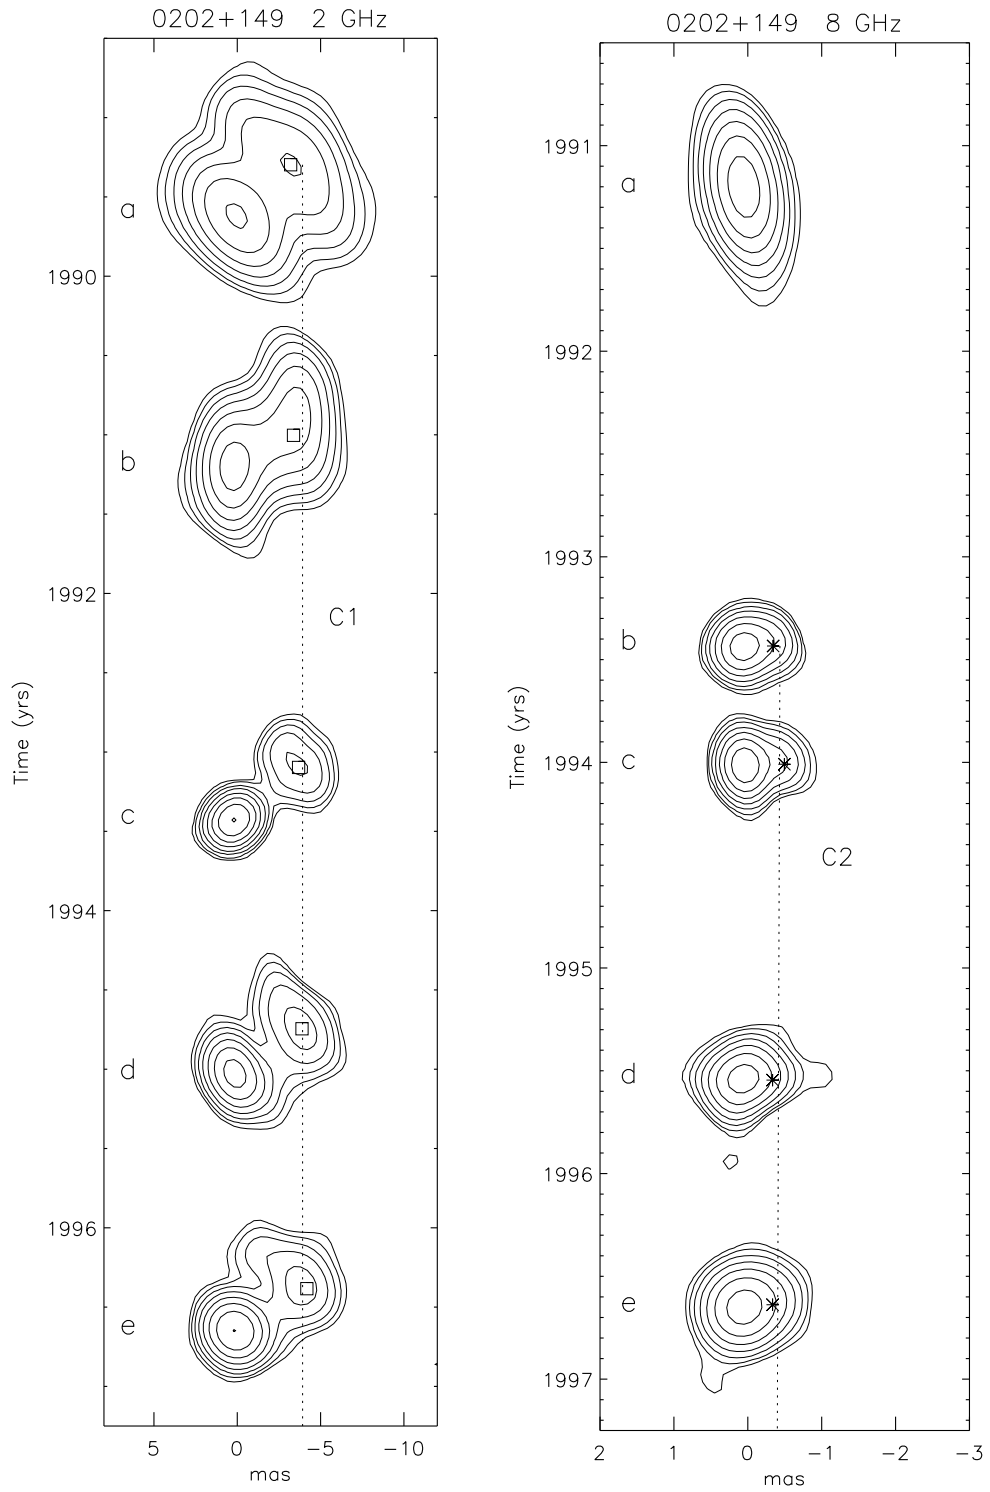 0202+149 2 GHz
a
1990
b
1992
C1
Time (yrs)
c
1994
d
1996
e
5 0 −5 −10
mas
0202+149 8 GHz
1991
a
1992
1993
b
Time (yrs)
c
1994
C2
1995
d
1996
e
1997
2 1 0 −1 −2 −3
mas